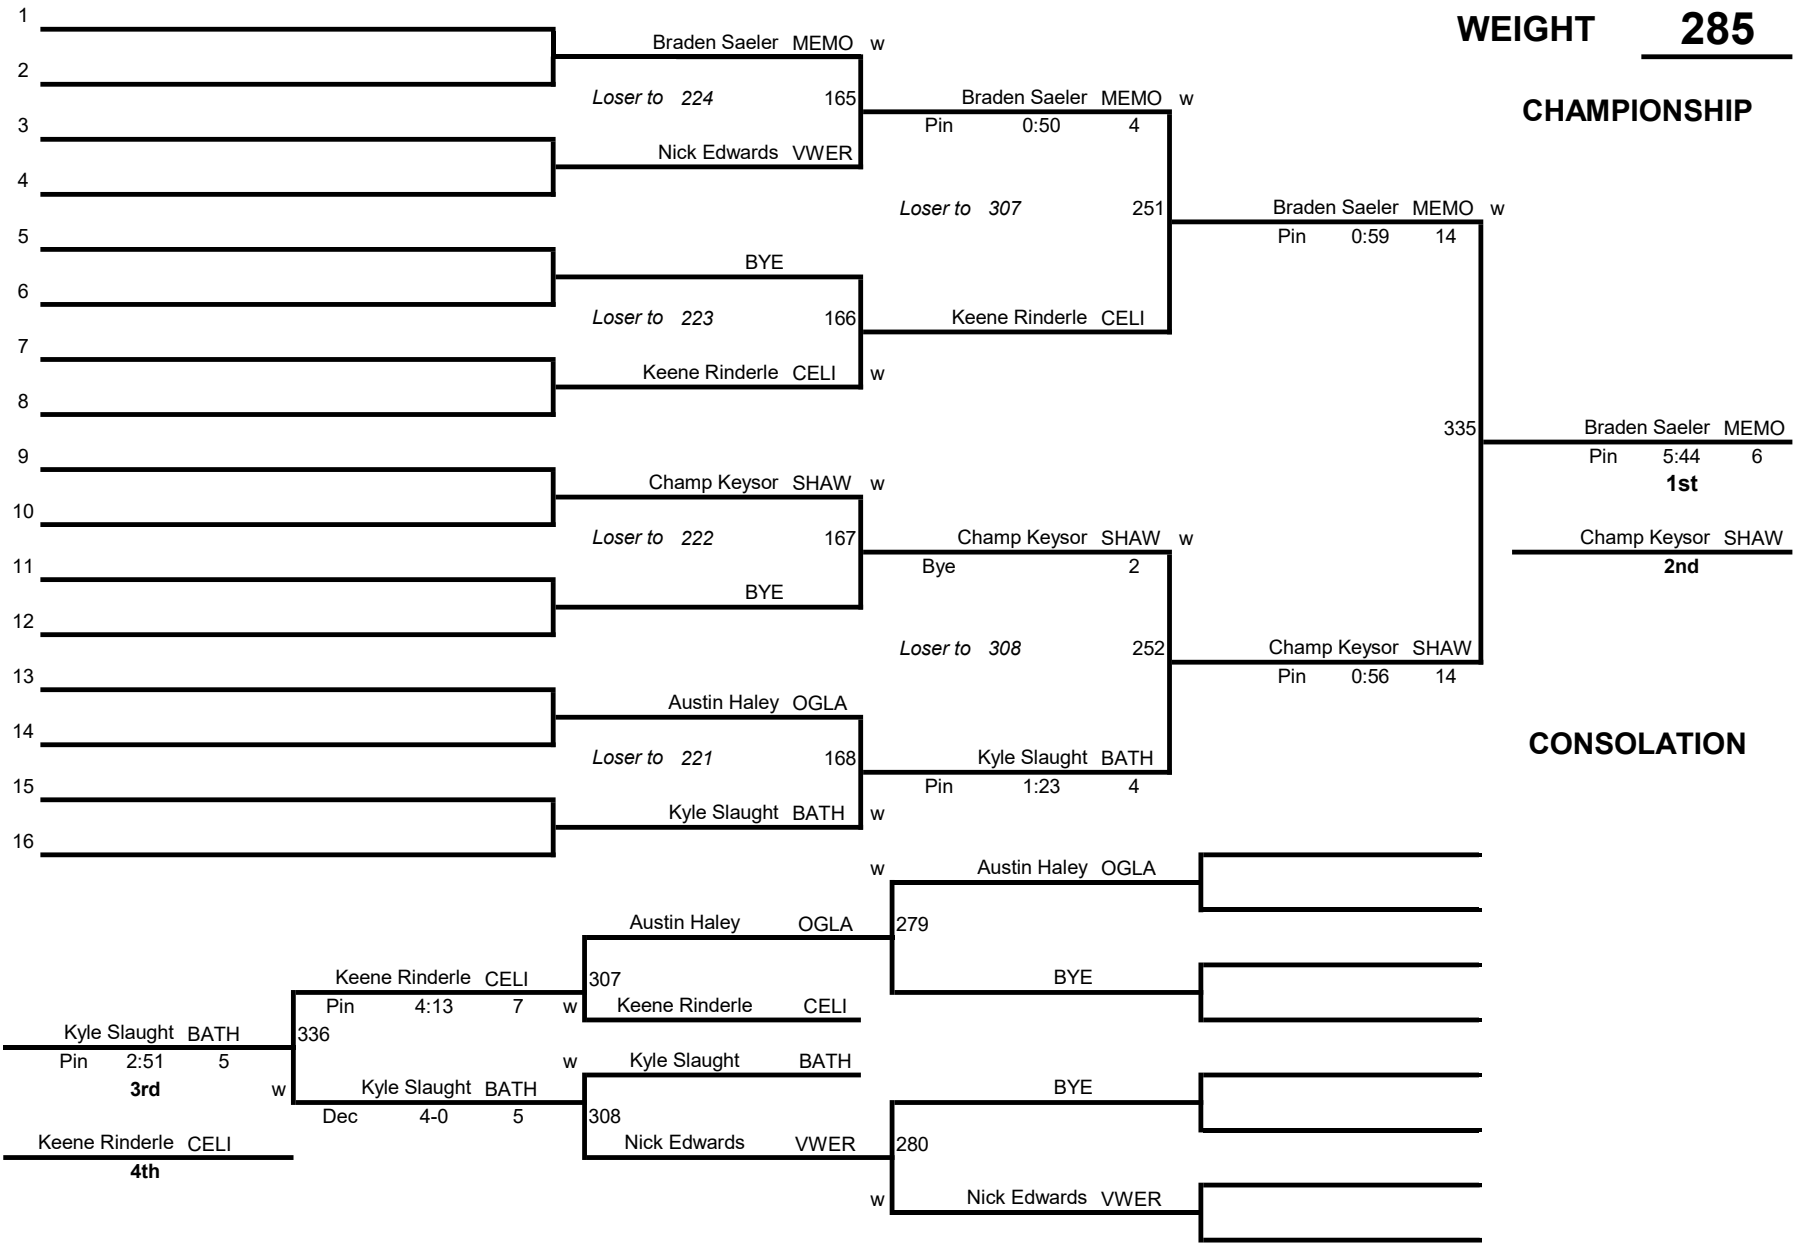 1
WEIGHT 285
Braden Saeler MEMO w
2
Loser to 224 165 Braden Saeler MEMO w
CHAMPIONSHIP
3
Pin 0:50 4
Nick Edwards VWER
4
Loser to 307 251 Braden Saeler MEMO w
5
Pin 0:59 14
BYE
6
Loser to 223 166 Keene Rinderle CELI
7
Keene Rinderle CELI w
8
335 Braden Saeler MEMO
9
Pin 5:44 6
Champ Keysor SHAW w
1st
10
Loser to 222 167 Champ Keysor SHAW w
Champ Keysor SHAW
11
Bye 2
2nd
BYE
12
Loser to 308 252 Champ Keysor SHAW
13
Pin 0:56 14
Austin Haley OGLA
14
CONSOLATION
Loser to 221 168 Kyle Slaught BATH
15
Pin 1:23 4
Kyle Slaught BATH w
16
w Austin Haley OGLA
Austin Haley OGLA 279
Keene Rinderle CELI 307 BYE
Pin 4:13 7 w Keene Rinderle CELI
Kyle Slaught BATH 336
Pin 2:51 5 w Kyle Slaught BATH
3rd w Kyle Slaught BATH BYE
Dec 4-0 5 308
Keene Rinderle CELI Nick Edwards VWER 280
4th
w Nick Edwards VWER